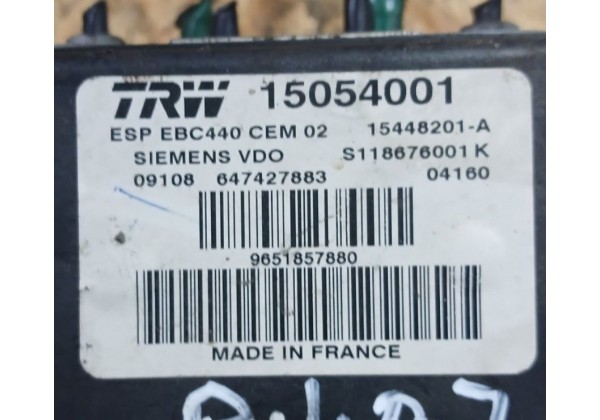 TRW 15054001
ESP EBC440 CEM 02 15448201-A
SIEMENS VDO S118676001 K
09108 647427883 04160
9651857880
MADE IN FRANCE